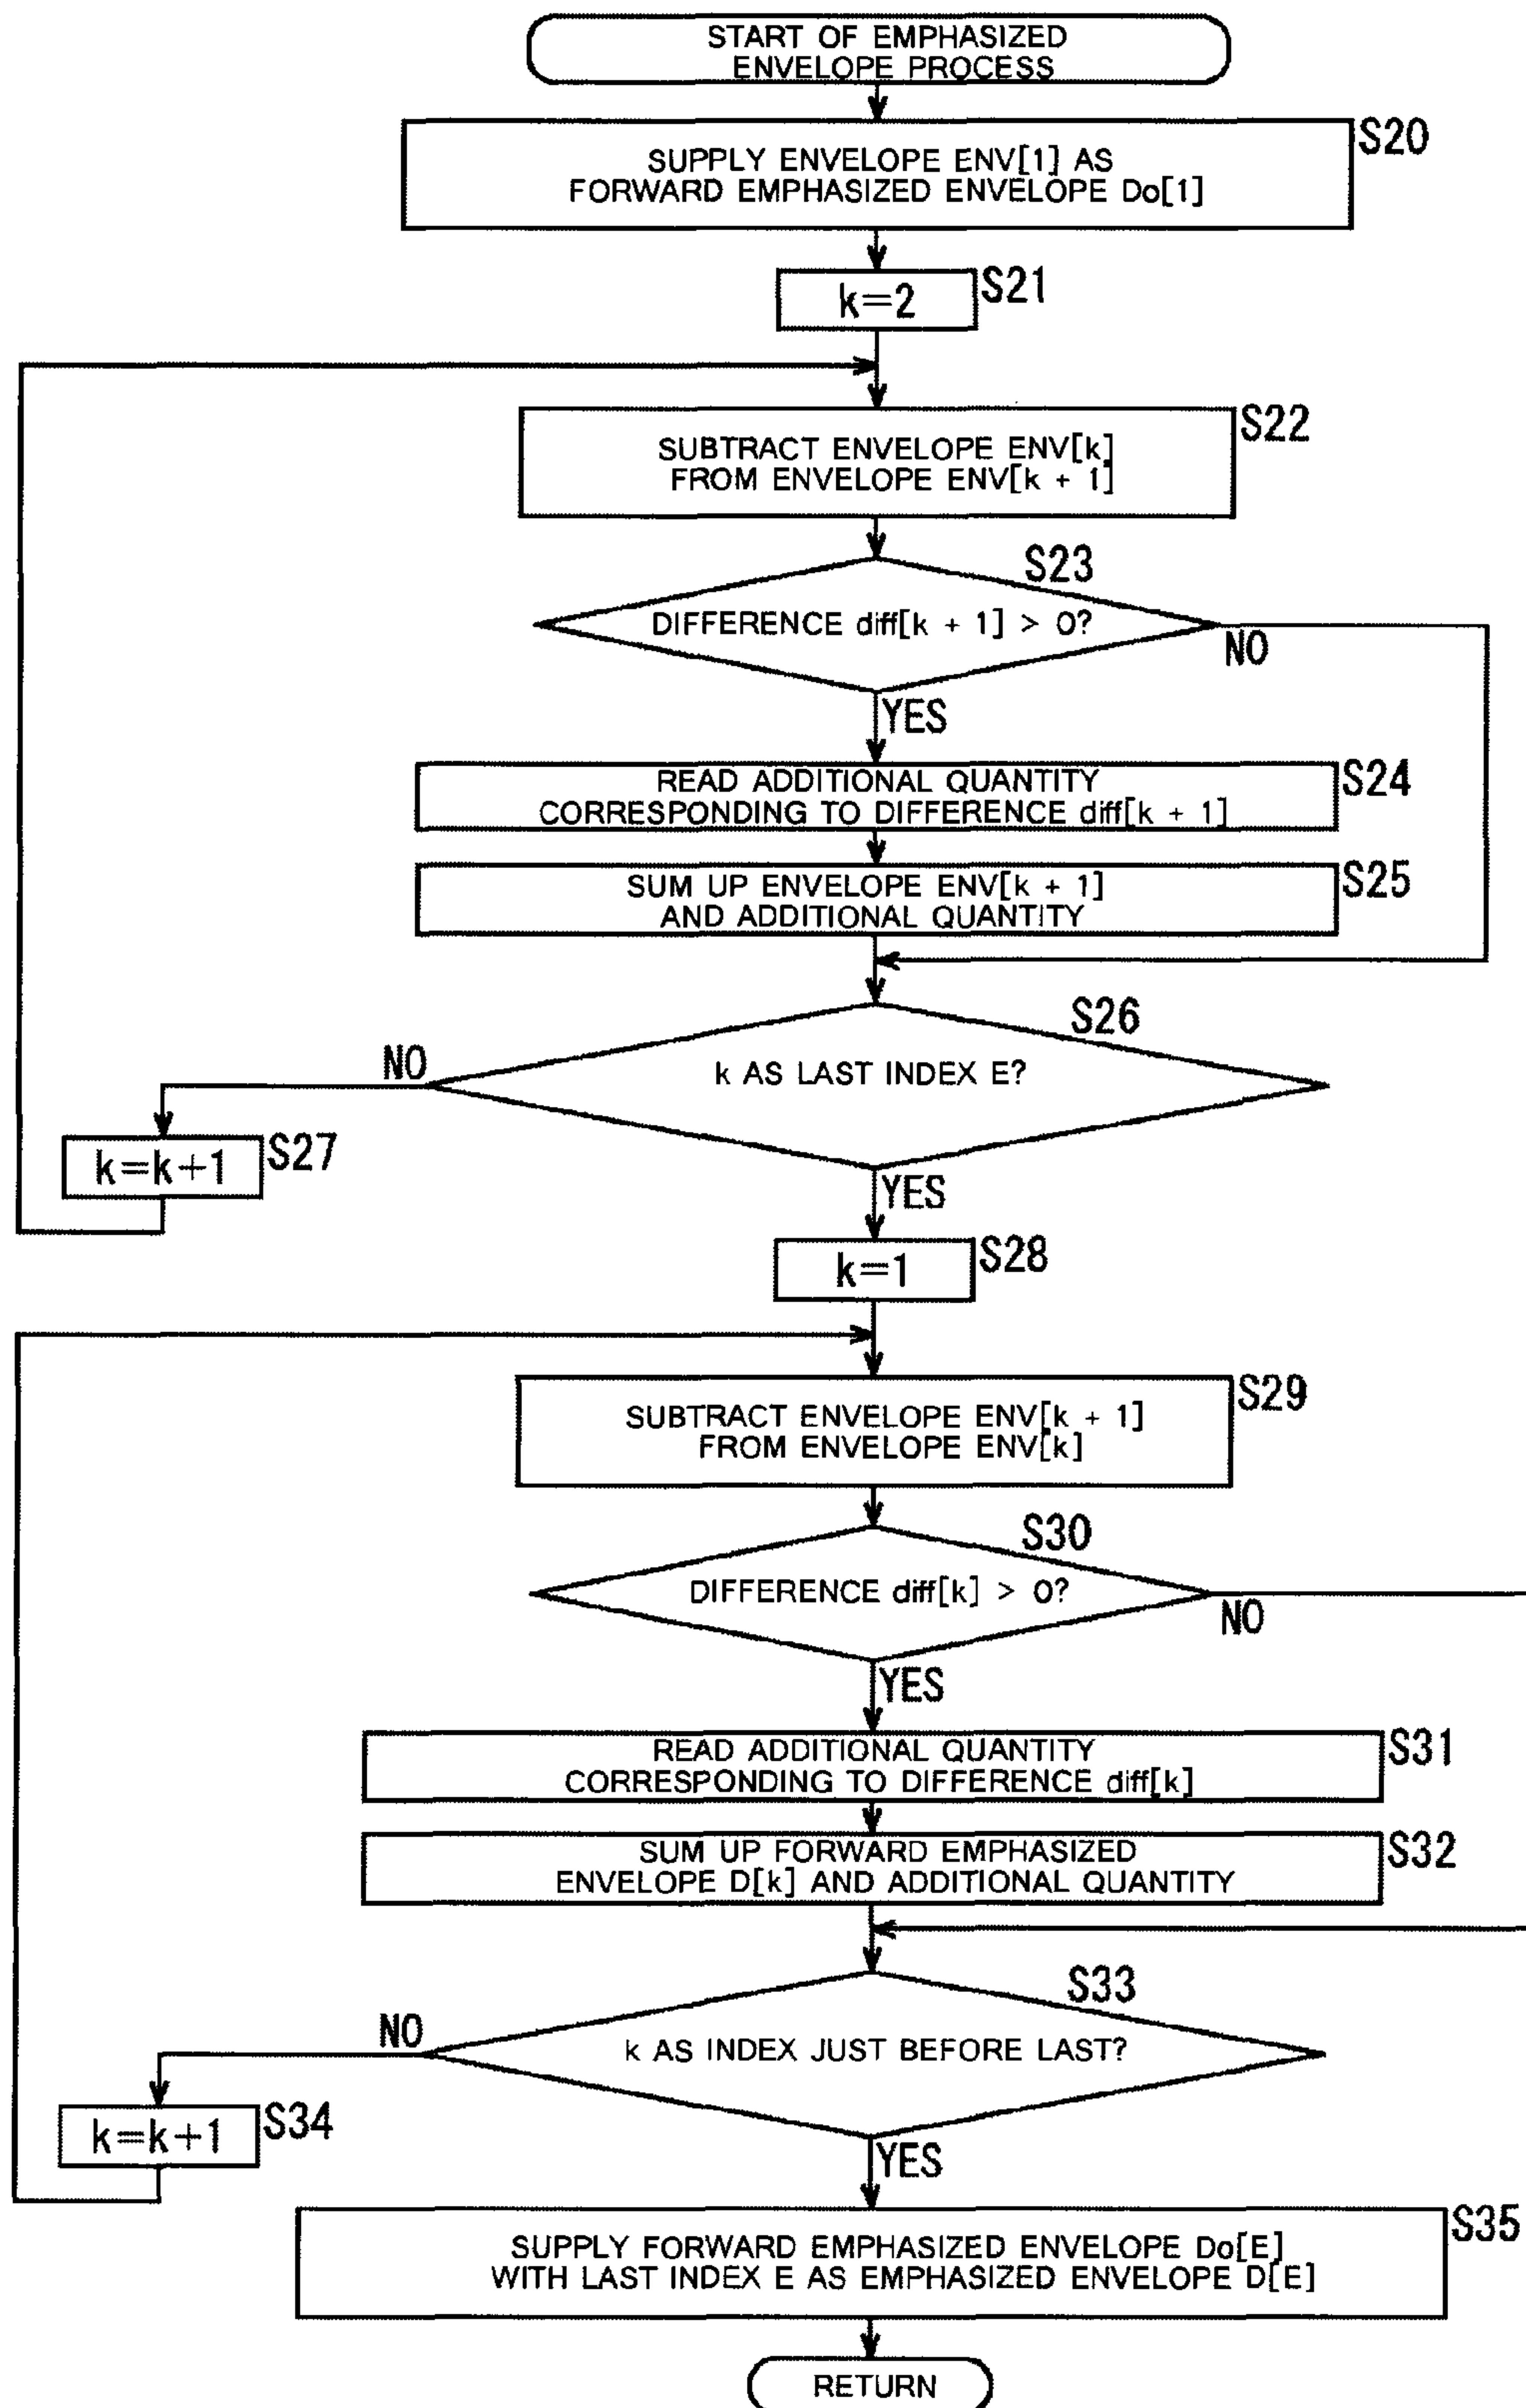 START OF EMPHASIZED
ENVELOPE PROCESS
SUPPLY ENVELOPE ENV[1] AS
FORWARD EMPHASIZED ENVELOPE Do[1]
S20
k=2
S21
SUBTRACT ENVELOPE ENV[k]
FROM ENVELOPE ENV[k + 1]
S22
DIFFERENCE diff[k + 1] > 0?
S23
NO
YES
READ ADDITIONAL QUANTITY
CORRESPONDING TO DIFFERENCE diff[k + 1]
S24
SUM UP ENVELOPE ENV[k + 1]
AND ADDITIONAL QUANTITY
S25
k AS LAST INDEX E?
S26
NO
k=k+1
S27
YES
k=1
S28
SUBTRACT ENVELOPE ENV[k + 1]
FROM ENVELOPE ENV[k]
S29
DIFFERENCE diff[k] > 0?
S30
NO
YES
READ ADDITIONAL QUANTITY
CORRESPONDING TO DIFFERENCE diff[k]
S31
SUM UP FORWARD EMPHASIZED
ENVELOPE D[k] AND ADDITIONAL QUANTITY
S32
k AS INDEX JUST BEFORE LAST?
S33
NO
k=k+1
S34
YES
SUPPLY FORWARD EMPHASIZED ENVELOPE Do[E]
WITH LAST INDEX E AS EMPHASIZED ENVELOPE D[E]
S35
RETURN